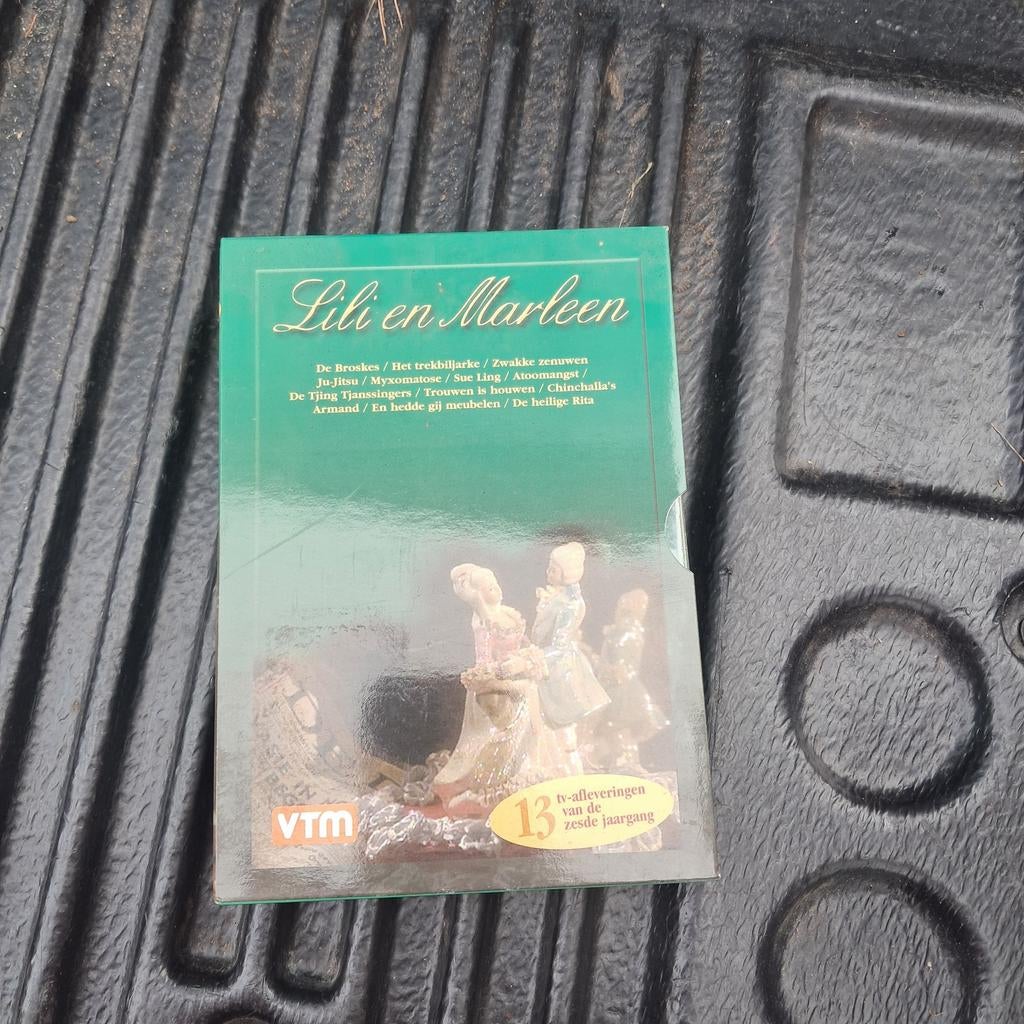 Lili en Marleen
De Broskes / Het trekbiljarke / Zwakke zenuwen
Ju-Jitsu / Myxomatose / Sue Ling / Atoomangst /
De Tjing Tjanssingers / Trouwen is houwen / Chinchalla's
Armand / En hedde gij meubelen / De heilige Rita
VTM
13
tv-afleveringen
van de
zesde jaargang